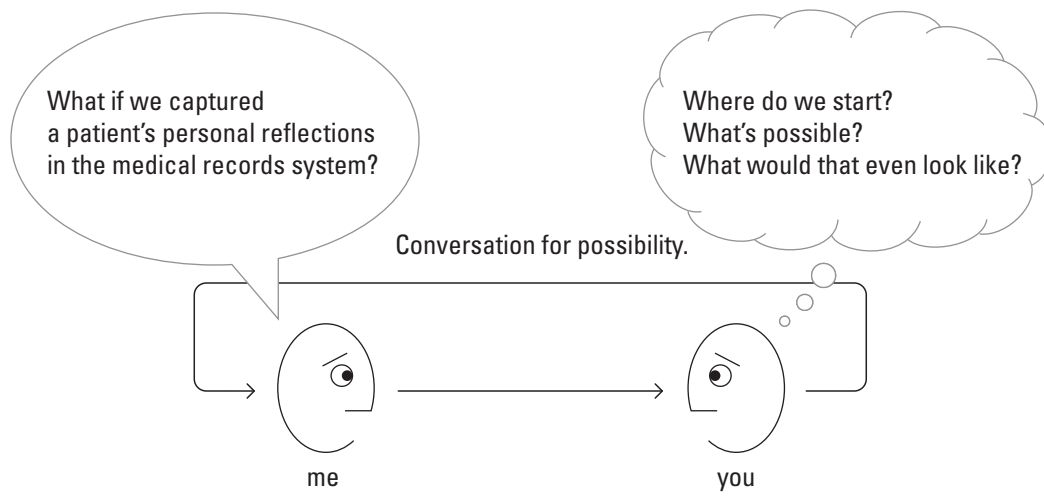 What if we captured
a patient’s personal reflections
in the medical records system?
Where do we start?
What’s possible?
What would that even look like?
Conversation for possibility.
me
you